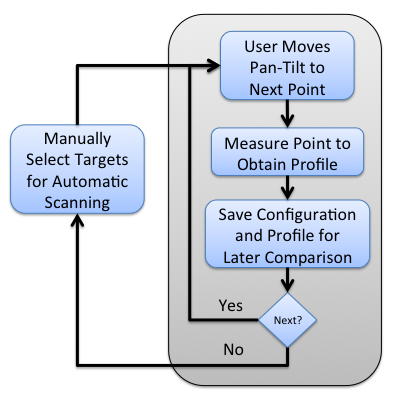 User Moves
Pan-Tilt to
Next Point
Manually
Select Targets
for Automatic
Scanning
Measure Point to
Obtain Profile
Save Configuration
and Profile for
Later Comparison
Yes
Next?
No